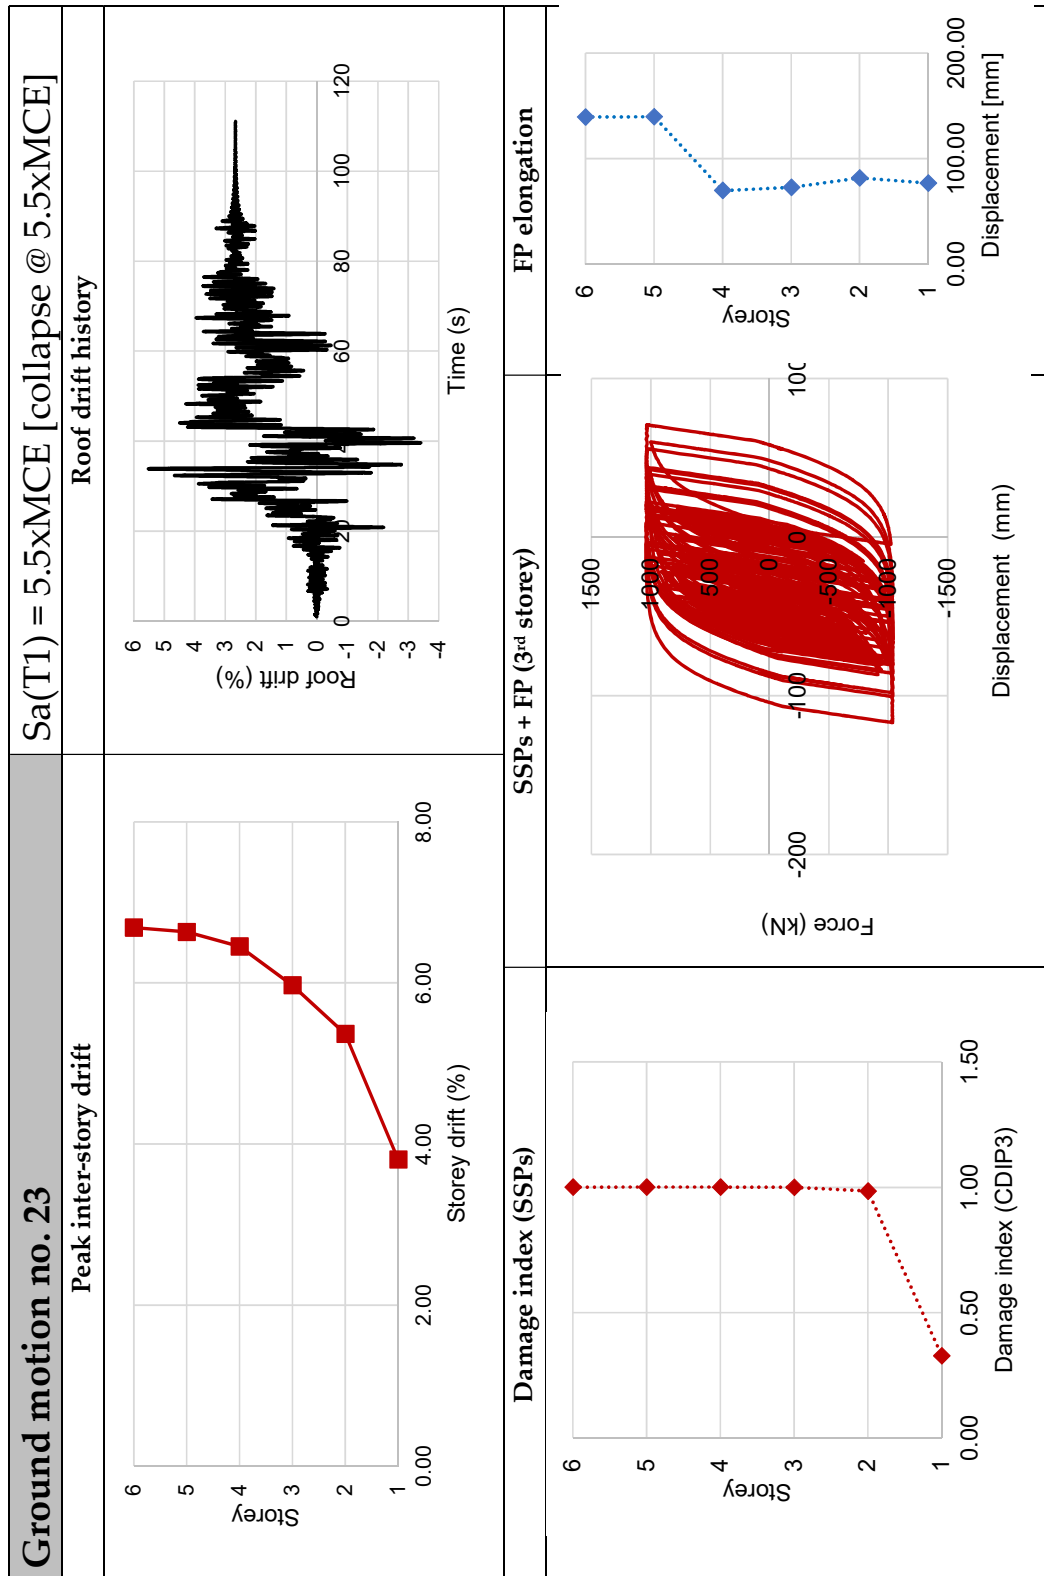 Ground motion no. 23
Sa(T1) = 5.5xMCE [collapse @ 5.5xMCE]
Peak inter-story drift
Roof drift history
6
5
4
3
2
1
Storey
0.00 2.00 4.00 6.00 8.00
Storey drift (%)
6
5
4
3
2
1
0
-1
-2
-3
-4
Roof drift (%)
0 20 60 80 100 120
Time (s)
Damage index (SSPs)
SSPs + FP (3rd storey)
FP elongation
6
5
4
3
2
1
Storey
0.00 0.50 1.00 1.50
Damage index (CDIP3)
1500
1000
500
0
-500
-1000
-1500
Force (kN)
-200 -100 0 100
Displacement (mm)
6
5
4
3
2
1
Storey
0.00 100.00 200.00
Displacement [mm]